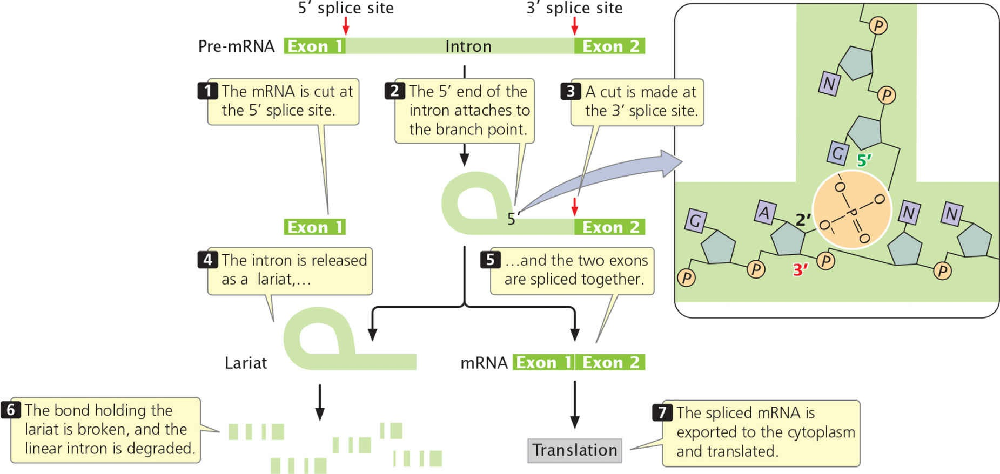 5′ splice site
3′ splice site
Pre-mRNA
Exon 1
Intron
Exon 2
1 The mRNA is cut at
the 5′ splice site.
2 The 5′ end of the
intron attaches to
the branch point.
3 A cut is made at
the 3′ splice site.
Exon 1
5′
Exon 2
4 The intron is released
as a lariat,...
5 ...and the two exons
are spliced together.
Lariat
mRNA
Exon 1
Exon 2
6 The bond holding the
lariat is broken, and the
linear intron is degraded.
Translation
7 The spliced mRNA is
exported to the cytoplasm
and translated.
P
N
P
G
5′
O
O
P
O
O
G
A
2′
N
N
P
P
3′
P
P